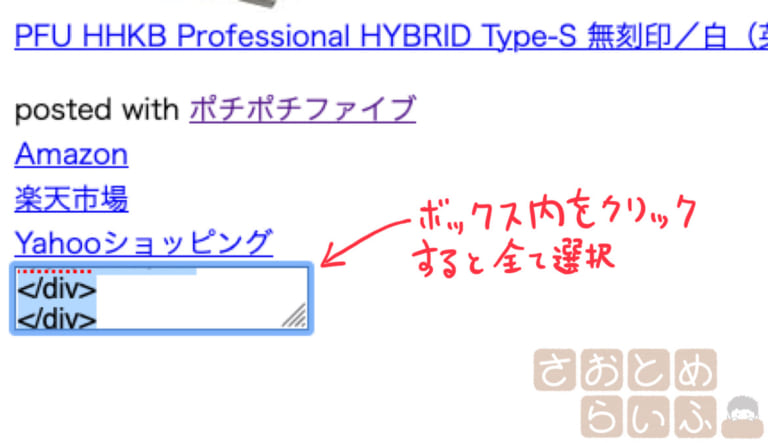 PFU HHKB Professional HYBRID Type-S 無刻印／白（英
posted with ポチポチファイブ
Amazon
楽天市場
Yahooショッピング
ボックス内をクリック
すると全て選択
</div>
</div>
さおとめ
らいふ